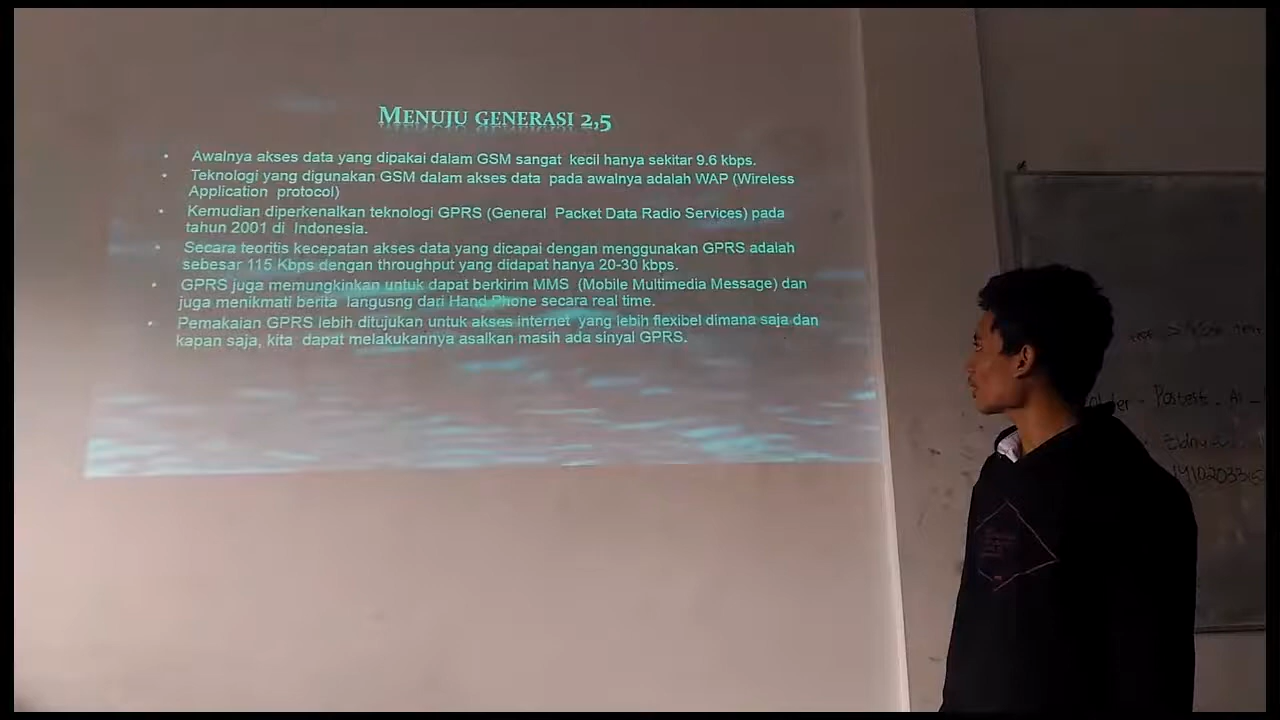 MENUJU GENERASI 2,5
• Awalnya akses data yang dipakai dalam GSM sangat kecil hanya sekitar 9.6 kbps.
• Teknologi yang digunakan GSM dalam akses data pada awalnya adalah WAP (Wireless
Application protocol)
• Kemudian diperkenalkan teknologi GPRS (General Packet Data Radio Services) pada
tahun 2001 di Indonesia.
• Secara teoritis kecepatan akses data yang dicapai dengan menggunakan GPRS adalah
sebesar 115 Kbps dengan throughput yang didapat hanya 20-30 kbps.
• GPRS juga memungkinkan untuk dapat berkirim MMS (Mobile Multimedia Message) dan
juga menikmati berita langusng dari Hand Phone secara real time.
• Pemakaian GPRS lebih ditujukan untuk akses internet yang lebih flexibel dimana saja dan
kapan saja, kita dapat melakukannya asalkan masih ada sinyal GPRS.
Postest - A1 -